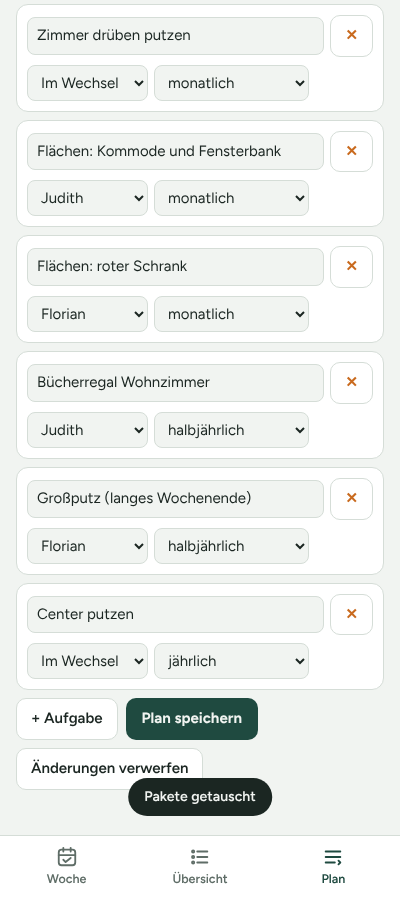 Zimmer drüben putzen
×
Im Wechsel monatlich
Flächen: Kommode und Fensterbank
×
Judith monatlich
Flächen: roter Schrank
×
Florian monatlich
Bücherregal Wohnzimmer
×
Judith halbjährlich
Großputz (langes Wochenende)
×
Florian halbjährlich
Center putzen
×
Im Wechsel jährlich
+ Aufgabe Plan speichern
Änderungen verwerfen
Pakete getauscht
Woche Übersicht Plan